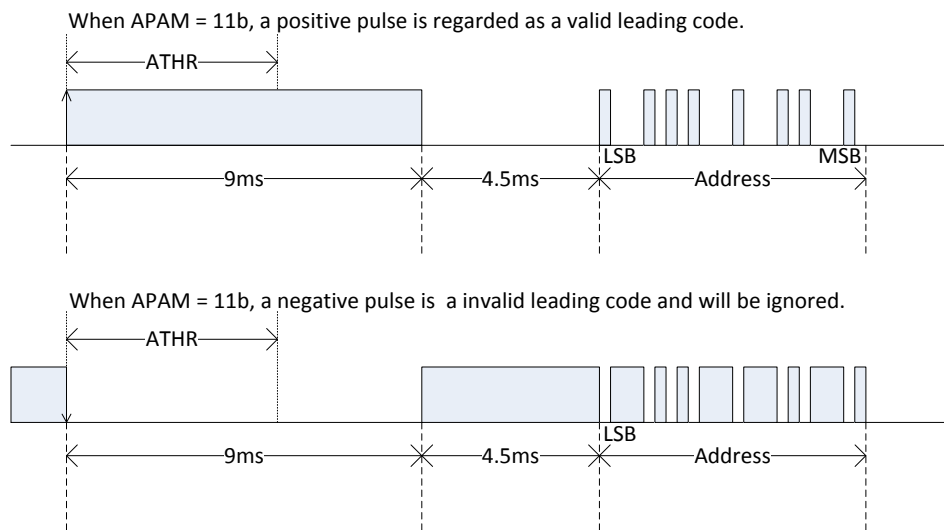 When APAM = 11b, a positive pulse is regarded as a valid leading code.
ATHR
LSB MSB
9ms 4.5ms Address
When APAM = 11b, a negative pulse is a invalid leading code and will be ignored.
ATHR
LSB
9ms 4.5ms Address